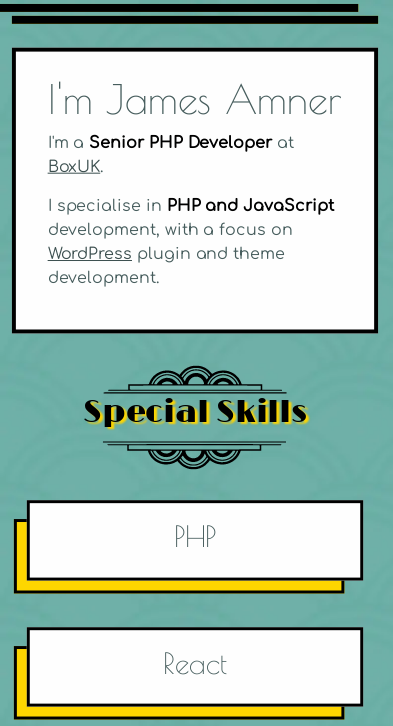 I'm James Amner
I'm a Senior PHP Developer at
BoxUK.
I specialise in PHP and JavaScript
development, with a focus on
WordPress plugin and theme
development.
Special Skills
PHP
React